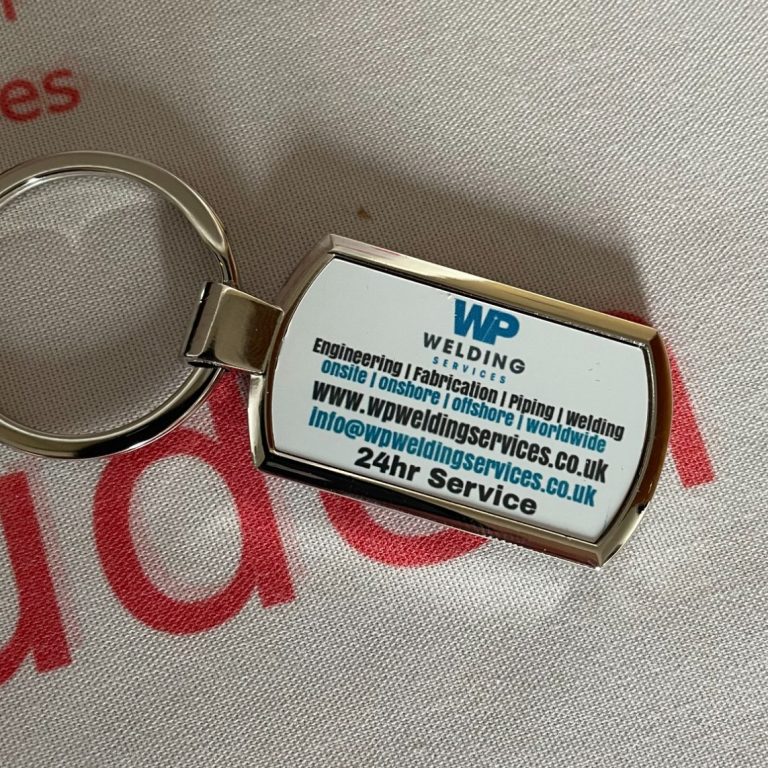 es
WP
WELDING
SERVICES
Engineering | Fabrication | Piping | Welding
onsite | onshore | offshore | worldwide
www.wpweldingservices.co.uk
info@wpweldingservices.co.uk
24hr Service